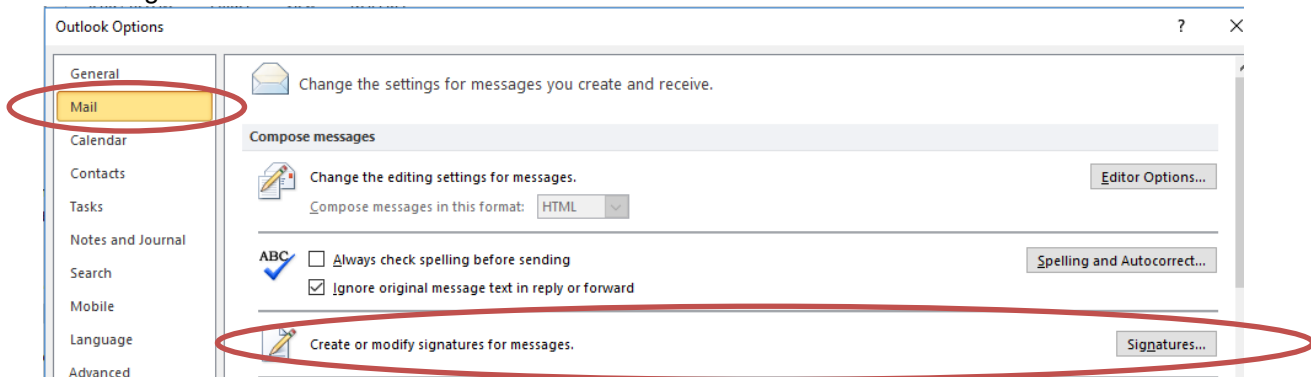 Outlook Options
?
General
Mail
Calendar
Contacts
Tasks
Notes and Journal
Search
Mobile
Language
Advanced
Change the settings for messages you create and receive.
Compose messages
Change the editing settings for messages.
Editor Options...
Compose messages in this format: HTML
ABC
Always check spelling before sending
Spelling and Autocorrect...
Ignore original message text in reply or forward
Create or modify signatures for messages.
Signatures...